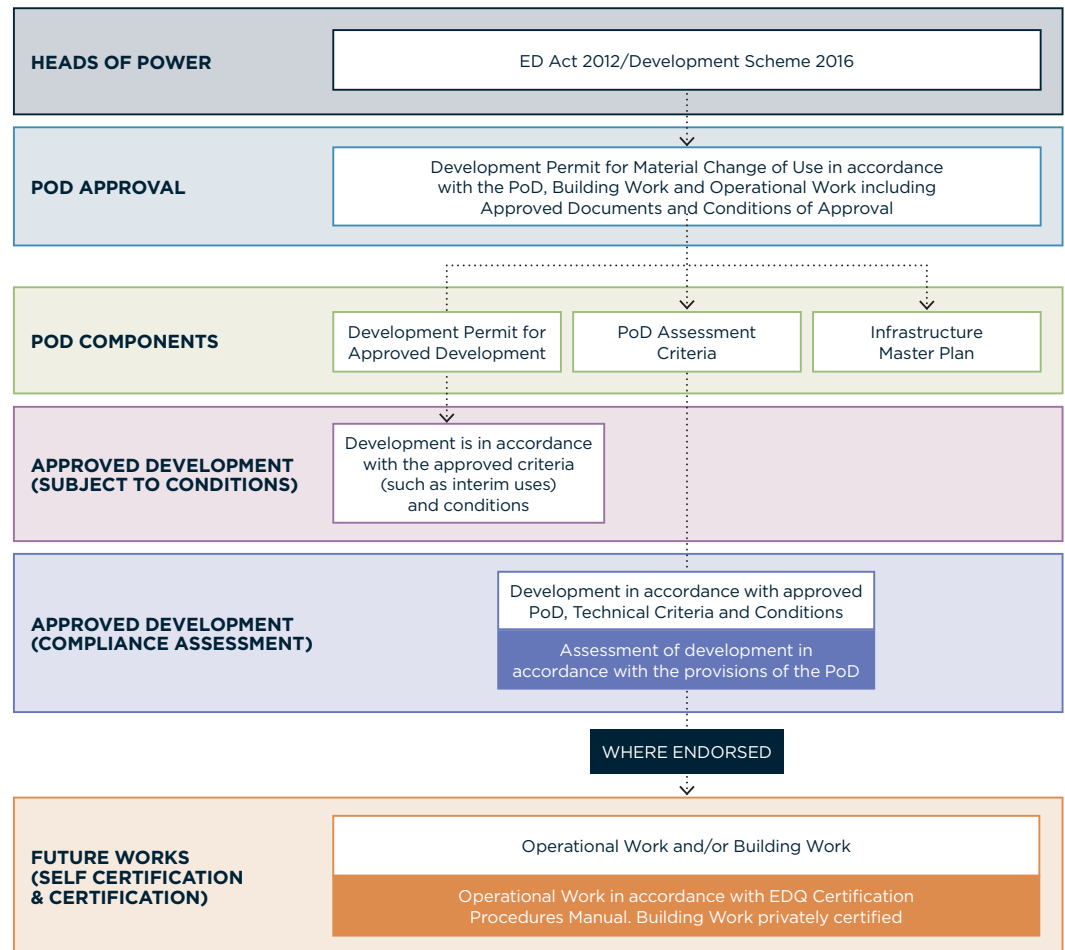 HEADS OF POWER
ED Act 2012/Development Scheme 2016
POD APPROVAL
Development Permit for Material Change of Use in accordance
with the PoD, Building Work and Operational Work including
Approved Documents and Conditions of Approval
POD COMPONENTS
Development Permit for
Approved Development
PoD Assessment
Criteria
Infrastructure
Master Plan
APPROVED DEVELOPMENT
(SUBJECT TO CONDITIONS)
Development is in accordance
with the approved criteria
(such as interim uses)
and conditions
APPROVED DEVELOPMENT
(COMPLIANCE ASSESSMENT)
Development in accordance with approved
PoD, Technical Criteria and Conditions
Assessment of development in
accordance with the provisions of the PoD
WHERE ENDORSED
FUTURE WORKS
(SELF CERTIFICATION
& CERTIFICATION)
Operational Work and/or Building Work
Operational Work in accordance with EDQ Certification
Procedures Manual. Building Work privately certified